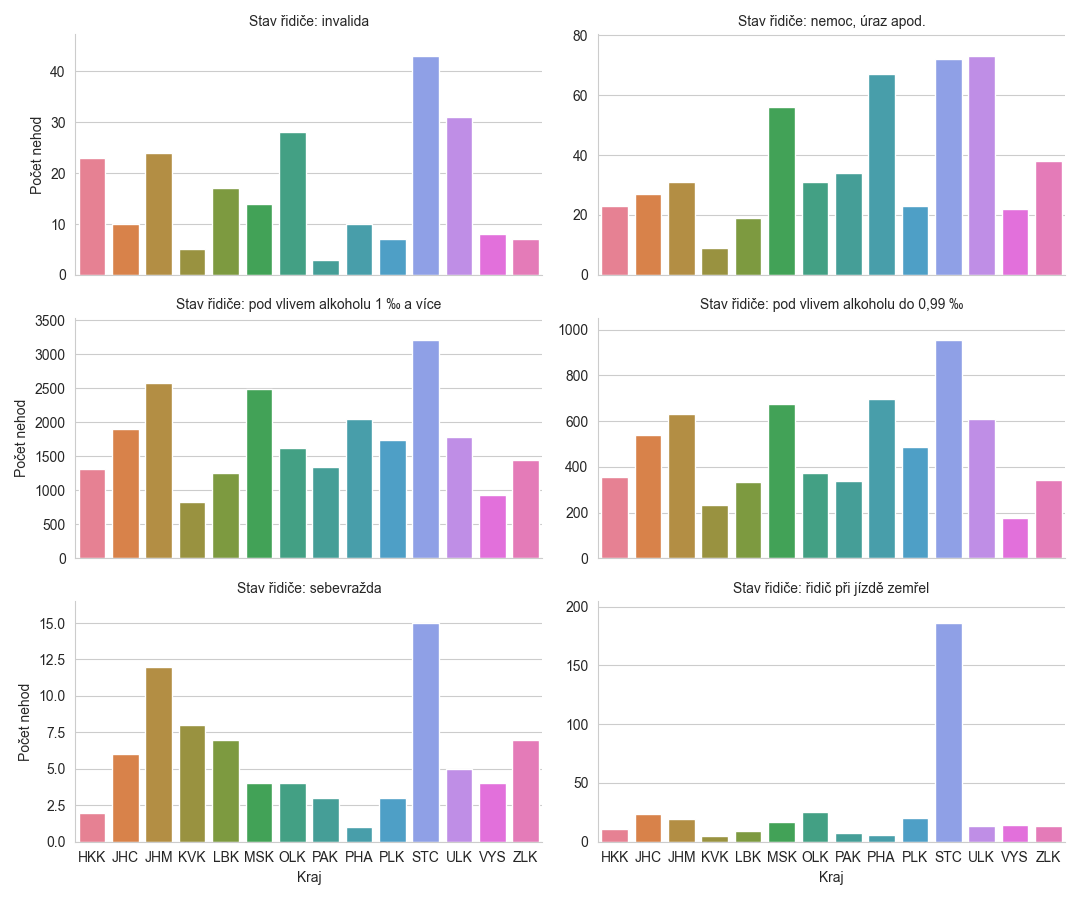 Stav řidiče: invalida
Počet nehod
40
30
20
10
0
Stav řidiče: nemoc, úraz apod.
80
60
40
20
0
Stav řidiče: pod vlivem alkoholu 1 ‰ a více
Počet nehod
3500
3000
2500
2000
1500
1000
500
0
Stav řidiče: pod vlivem alkoholu do 0,99 ‰
1000
800
600
400
200
0
Stav řidiče: sebevražda
Počet nehod
15.0
12.5
10.0
7.5
5.0
2.5
0.0
HKK JHC JHM KVK LBK MSK OLK PAK PHA PLK STC ULK VYS ZLK
Kraj
Stav řidiče: řidič při jízdě zemřel
200
150
100
50
0
HKK JHC JHM KVK LBK MSK OLK PAK PHA PLK STC ULK VYS ZLK
Kraj